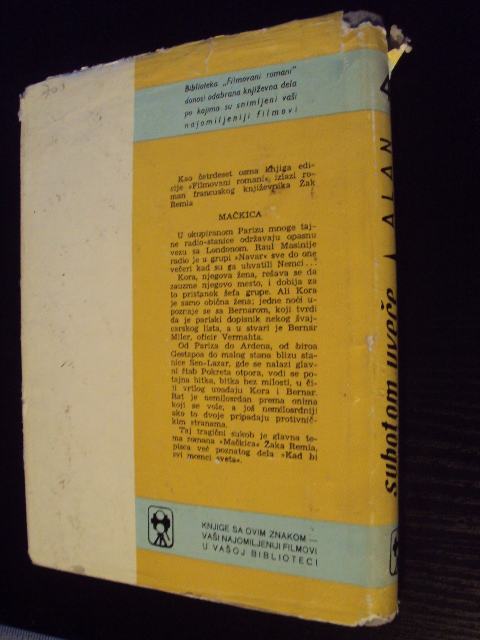 Biblioteka „Filmovani romani"
donosi odabrana književna dela
po kojima su snimljeni vaši
najomiljeniji filmovi
Kao četrdeset osma knjiga edi-
cije »Filmovani romani«, izlazi ro-
man francuskog književnika Žak
Remia
MAČKICA
U okupiranom Parizu mnoge taj-
ne radio-stanice održavaju opasnu
vezu sa Londonom. Raul Masinije
radio je u grupi »Navar« sve do one
večeri kad su ga uhvatili Nemci...
Kora, njegova žena, rešava se da
zauzme njegovo mesto, i dobija za
to pristanak šefa grupe. Ali Kora
je samo obična žena; jedne noći u-
poznaje se sa Bernarom, koji tvrdi
da je pariski dopisnik nekog švaj-
carskog lista, a u stvari je Bernar
Miler, oficir Vermahta.
Od Pariza do Ardena, od biroa
Gestapoa do malog stana blizu sta-
nice Sen-Lazar, gde se nalazi glav-
ni štab Pokreta otpora, vodi se po-
tajna bitka, bitka bez milosti, u či-
ji vrtlog upadaju Kora i Bernar.
Rat je nemilosrdan prema onima
koji se vole, a još nemilosrdniji
ako to dvoje pripadaju protivnič-
kim stranama.
Taj tragični sukob je glavna te-
ma romana »Mačkica« Žaka Remia,
pisca već poznatog dela »Kad bi
svi momci sveta«.
KNJIGE SA OVIM ZNAKOM —
VAŠI NAJOMILJENIJI FILMOVI
U VAŠOJ BIBLIOTECI
Subotom uveče
ALAN